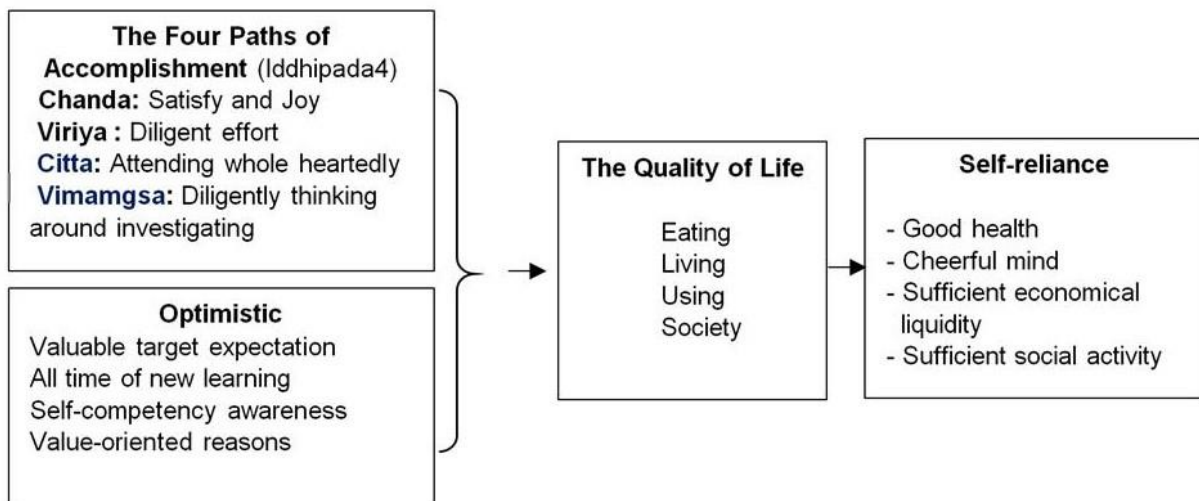 The Four Paths of
Accomplishment (Iddhipada4)
Chanda: Satisfy and Joy
Viriya : Diligent effort
Citta: Attending whole heartedly
Vimamgsa: Diligently thinking
around investigating
Optimistic
Valuable target expectation
All time of new learning
Self-competency awareness
Value-oriented reasons
The Quality of Life
Eating
Living
Using
Society
Self-reliance
- Good health
- Cheerful mind
- Sufficient economical
liquidity
- Sufficient social activity